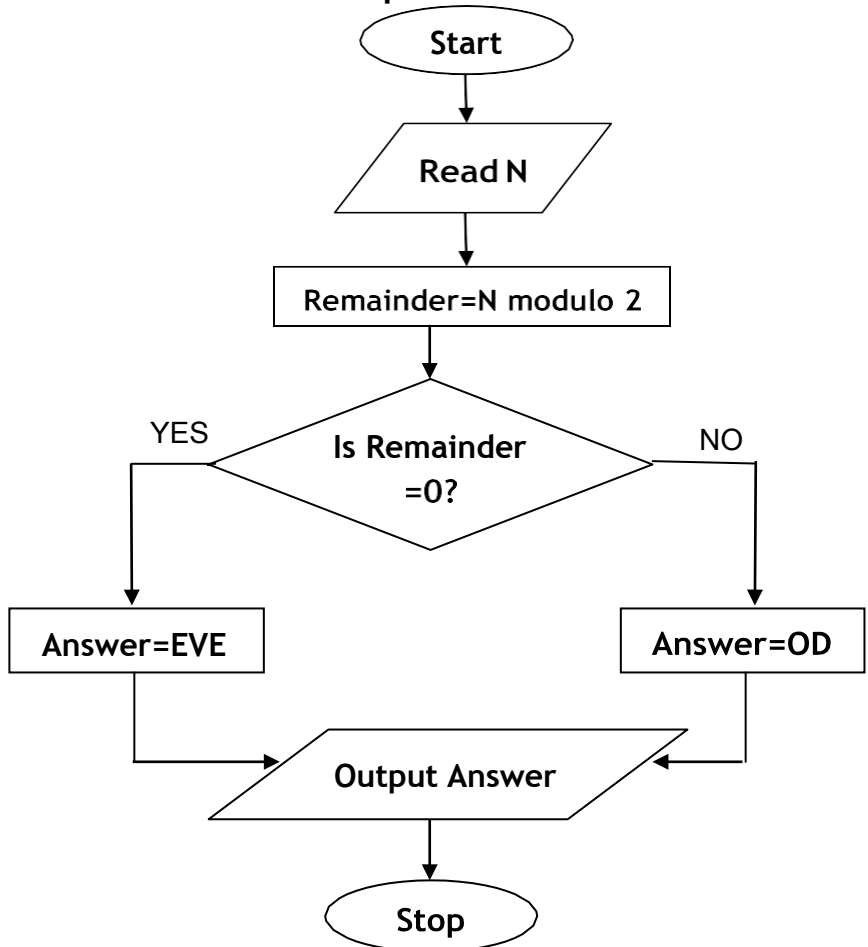 Start
Read N
Remainder=N modulo 2
YES
NO
Is Remainder
=0?
Answer=EVE
Answer=OD
Output Answer
Stop